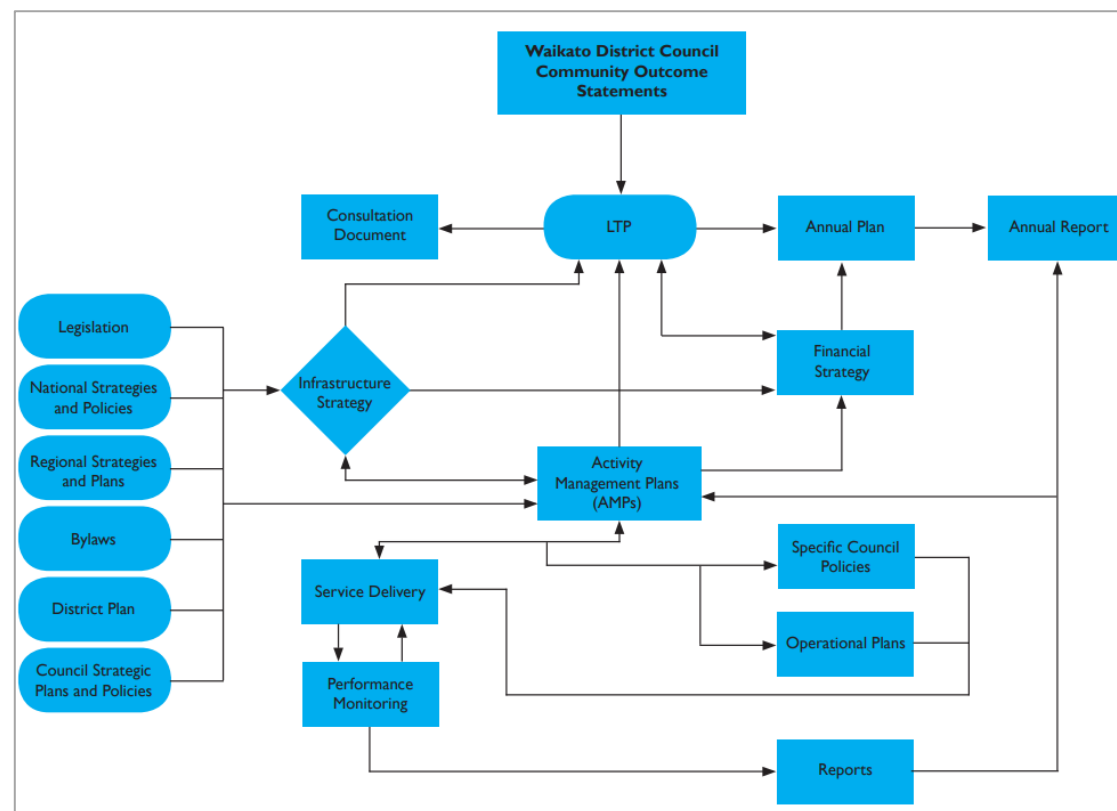 Waikato District Council
Community Outcome
Statements
Consultation
Document
LTP
Annual Plan
Annual Report
Legislation
National Strategies
and Policies
Infrastructure
Strategy
Financial
Strategy
Regional Strategies
and Plans
Activity
Management Plans
(AMPs)
Bylaws
Specific Council
Policies
District Plan
Service Delivery
Operational Plans
Council Strategic
Plans and Policies
Performance
Monitoring
Reports